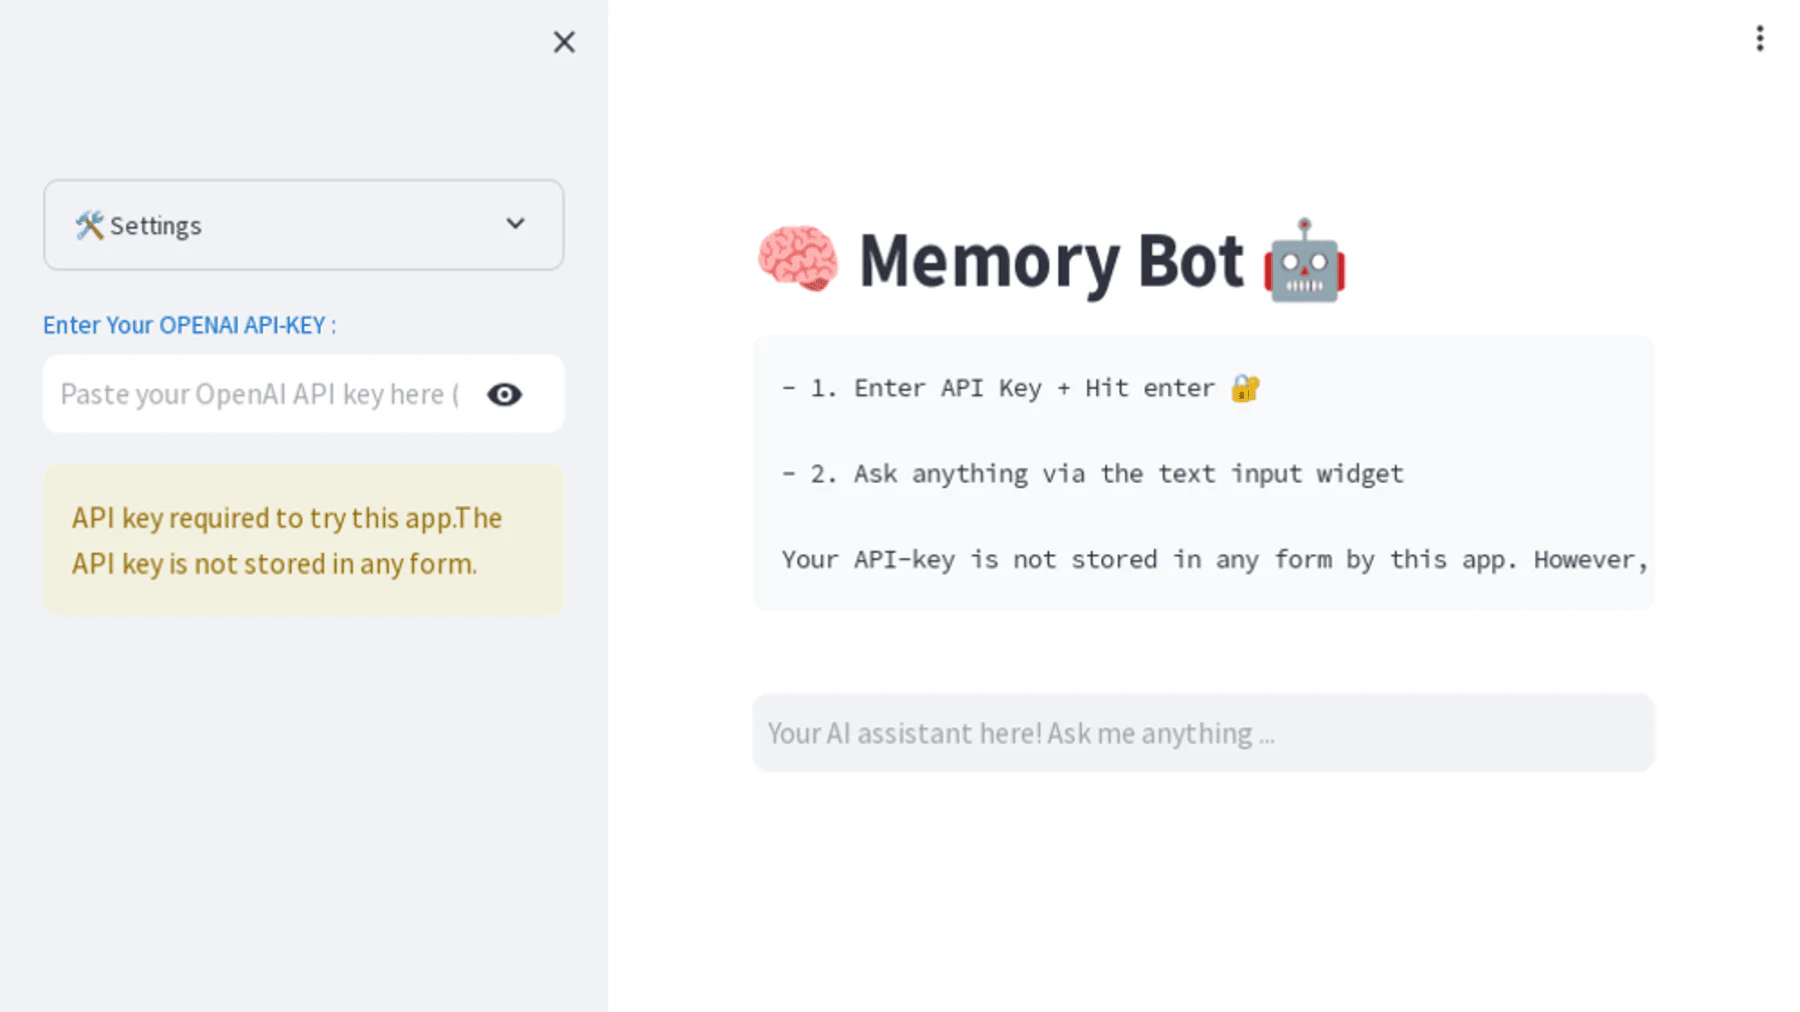 🛠️ Settings
Enter Your OPENAI API-KEY :
Paste your OpenAI API key here (
API key required to try this app.The
API key is not stored in any form.
🧠 Memory Bot 🤖
- 1. Enter API Key + Hit enter 🔐
- 2. Ask anything via the text input widget
Your API-key is not stored in any form by this app. However,
Your AI assistant here! Ask me anything ...